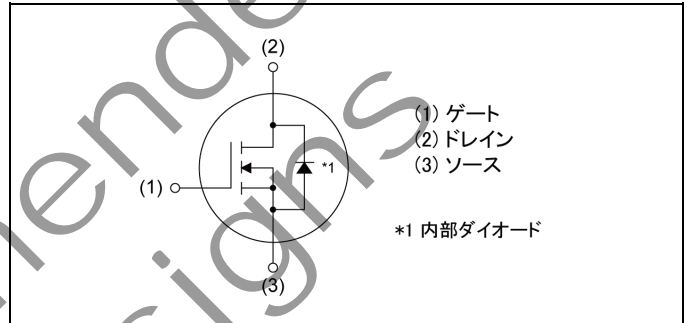 (2)
(1) ゲート
(2) ドレイン
(3) ソース
*1
(1)
*1 内部ダイオード
(3)